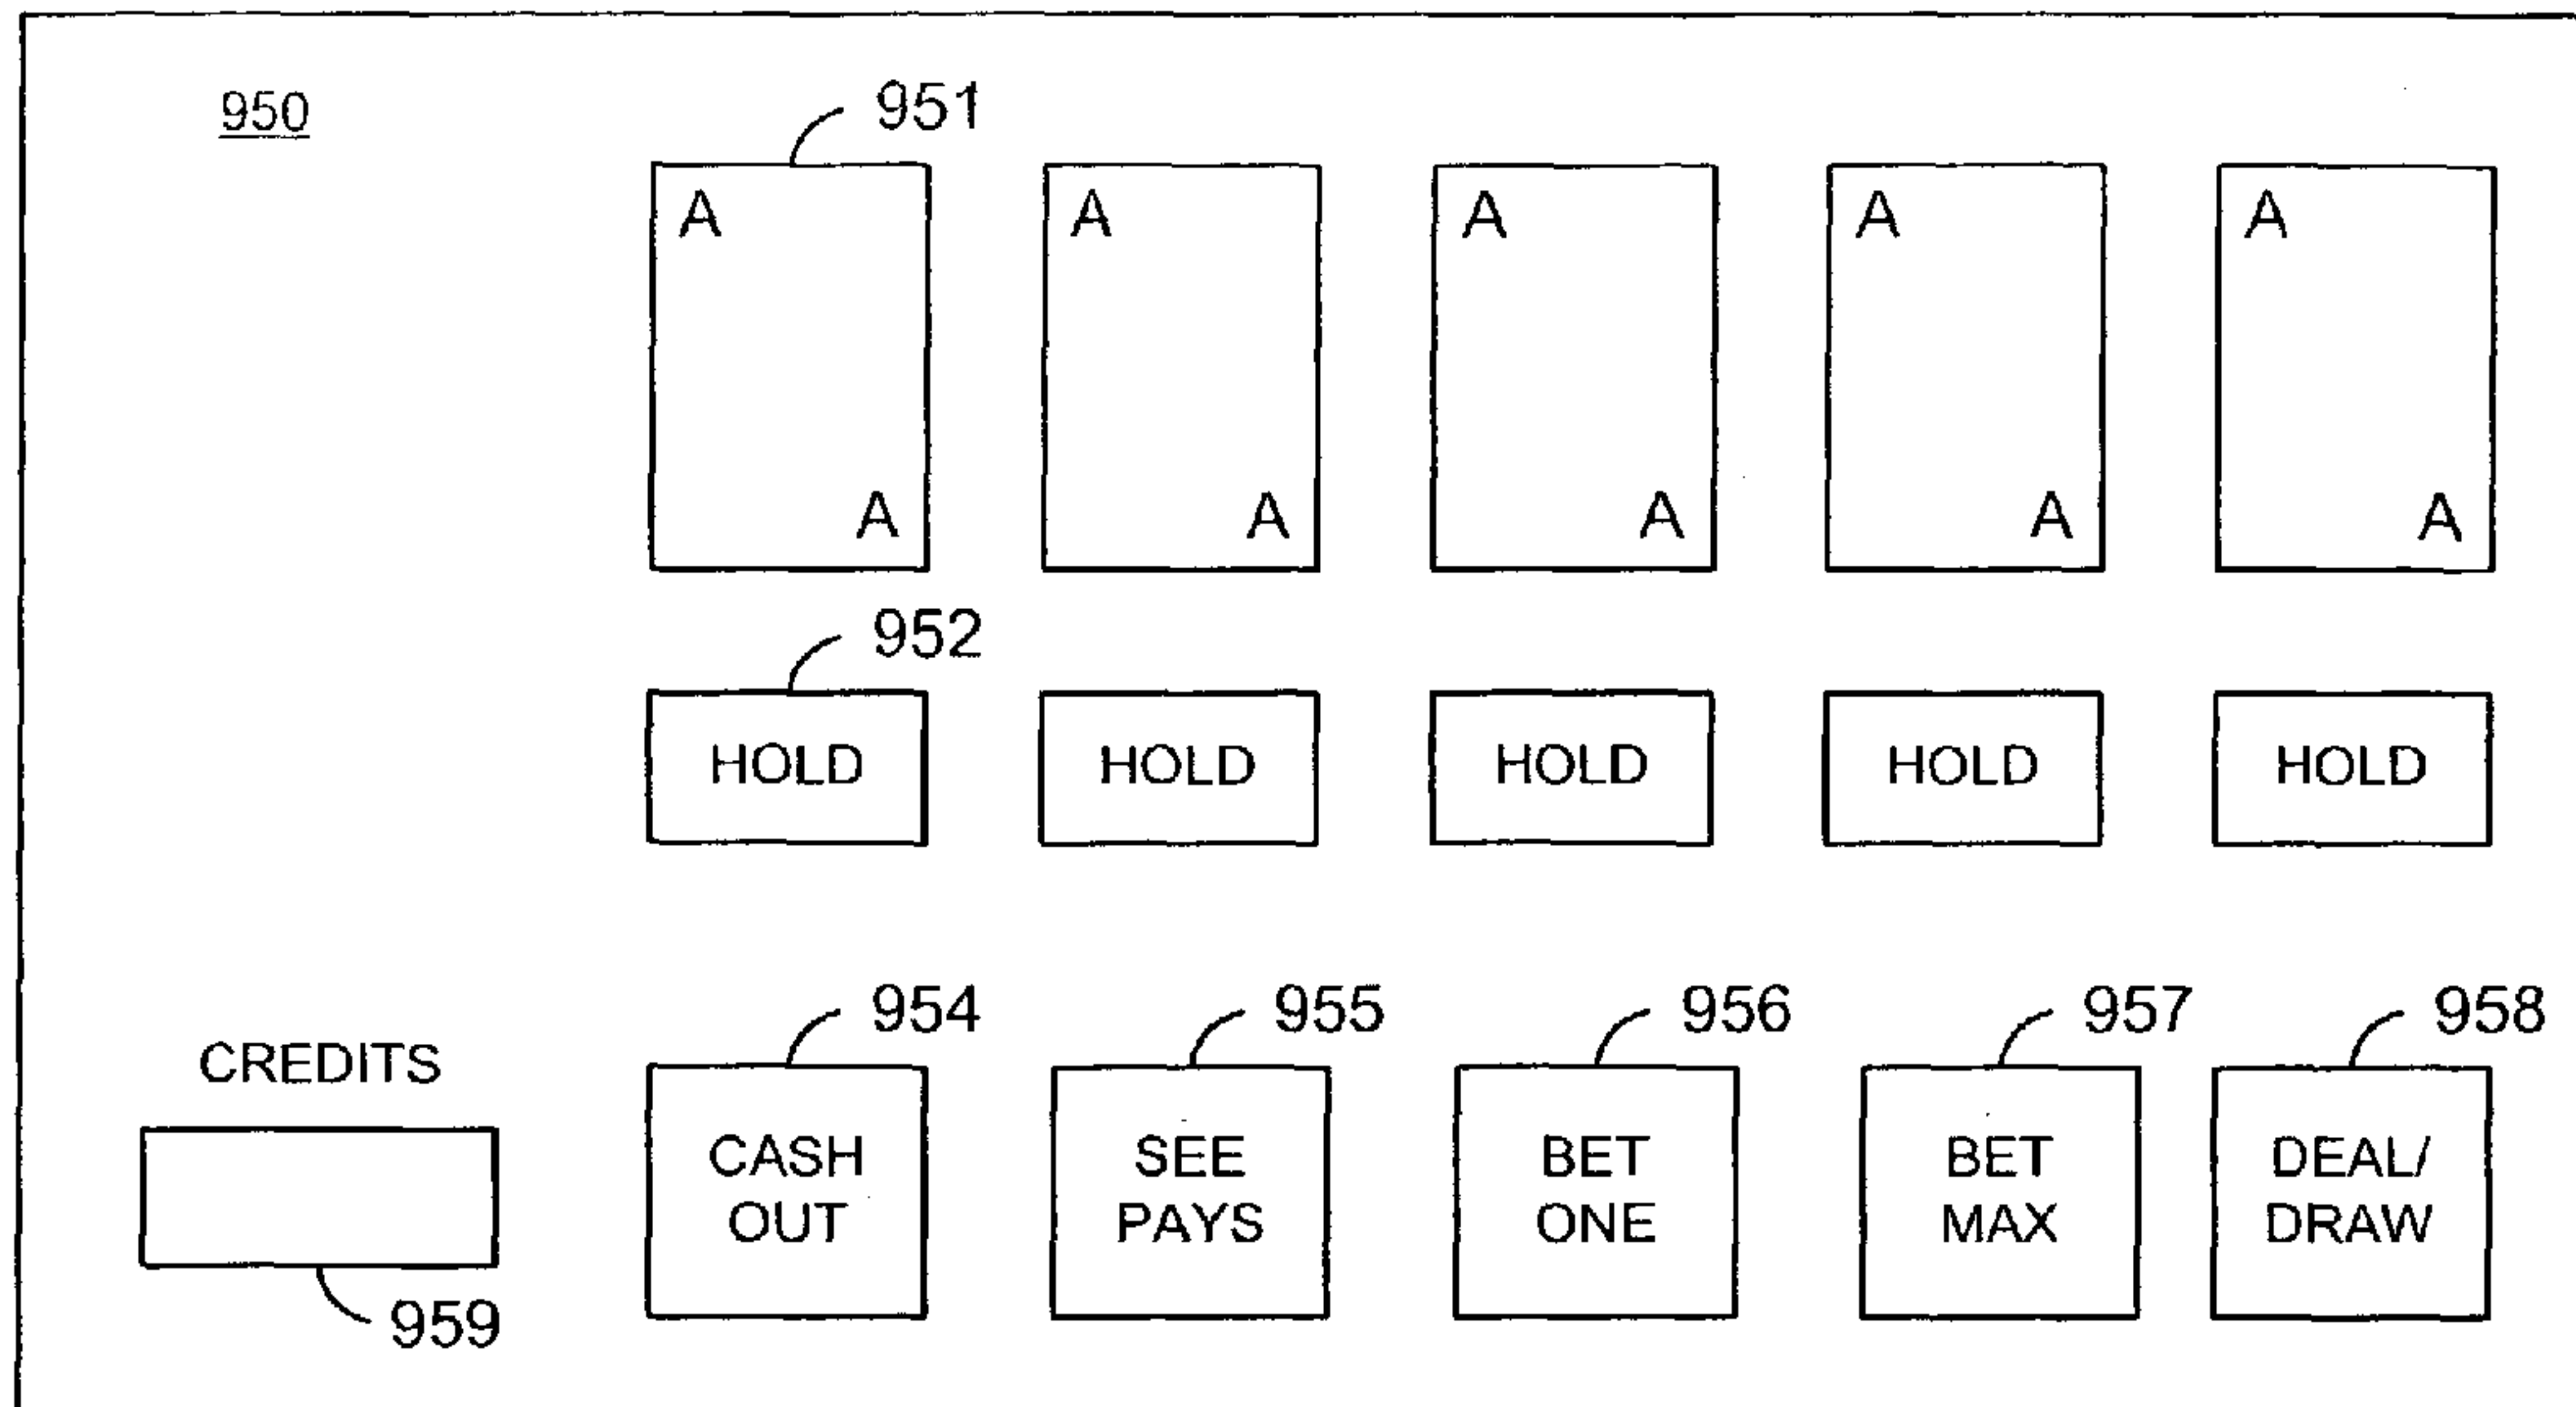 950
951
A A A A A
A A A A A
952
HOLD HOLD HOLD HOLD HOLD
954 955 956 957 958
CREDITS
CASH SEE BET BET DEAL/
OUT PAYS ONE MAX DRAW
959